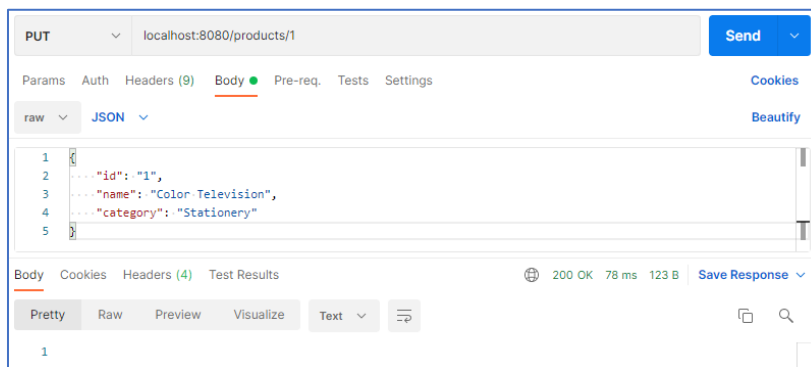 PUT localhost:8080/products/1 Send
Params Auth Headers (9) Body Pre-req. Tests Settings Cookies
raw JSON Beautify
1 {
2 "id": "1",
3 "name": "Color Television",
4 "category": "Stationery"
5 }
Body Cookies Headers (4) Test Results 200 OK 78 ms 123 B Save Response
Pretty Raw Preview Visualize Text
1